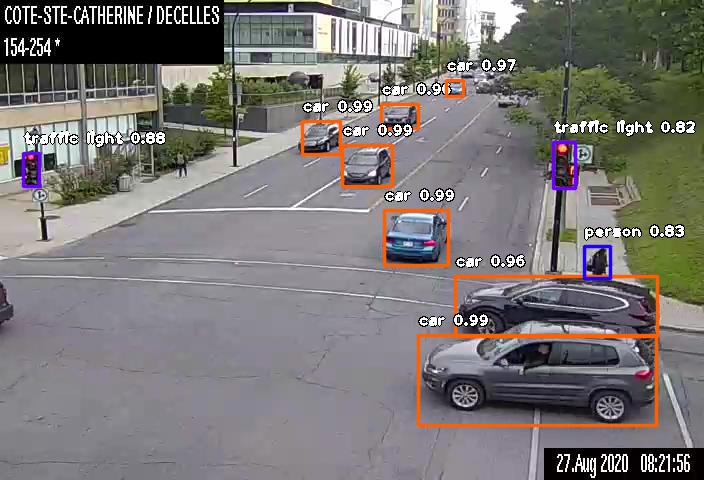 COTE-STE-CATHERINE / DECELLES
154-254 *
car 0.97
car 0.96
car 0.99
car 0.99
traffic light 0.88
traffic light 0.82
car 0.99
person 0.83
car 0.96
car 0.99
27.Aug 2020 08:21:56